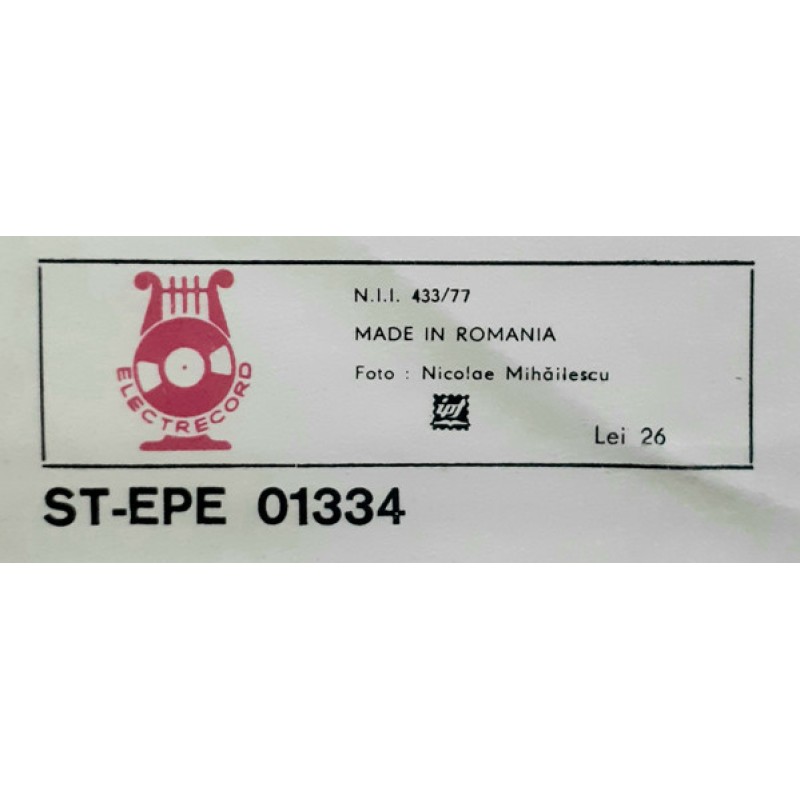 ELECTRECORD
N.I.I. 433/77
MADE IN ROMANIA
Foto : Nicolae Mihăilescu
Lei 26
ST-EPE 01334